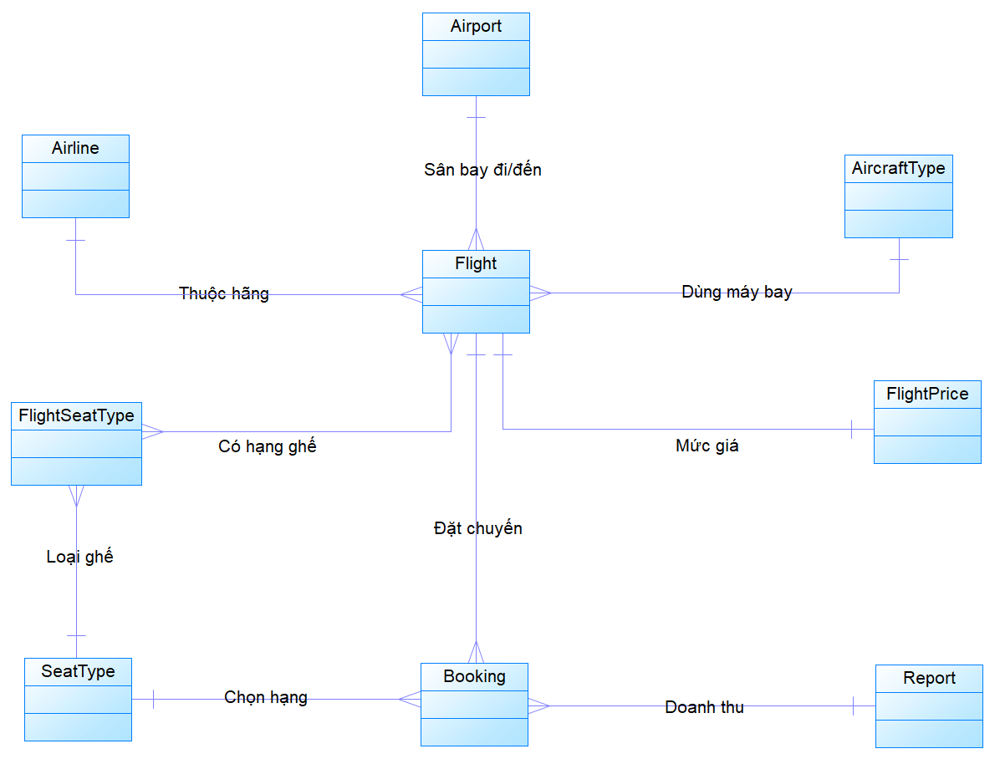 Airport
Airline
AircraftType
Sân bay đi/đến
Flight
Thuộc hãng
Dùng máy bay
FlightSeatType
FlightPrice
Có hạng ghế
Mức giá
Đặt chuyến
Loại ghế
SeatType
Booking
Report
Chọn hạng
Doanh thu